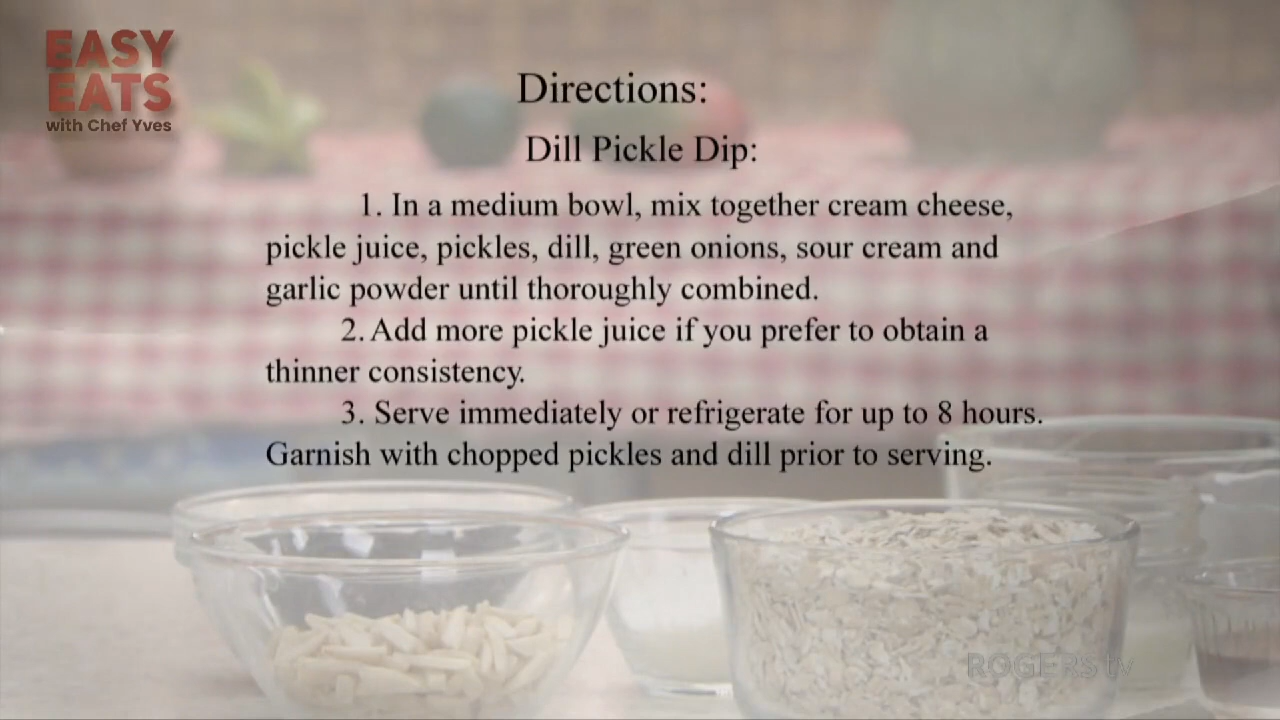 EASY
EATS
with Chef Yves
Directions:
Dill Pickle Dip:
1. In a medium bowl, mix together cream cheese,
pickle juice, pickles, dill, green onions, sour cream and
garlic powder until thoroughly combined.
2. Add more pickle juice if you prefer to obtain a
thinner consistency.
3. Serve immediately or refrigerate for up to 8 hours.
Garnish with chopped pickles and dill prior to serving.
ROGERS tv